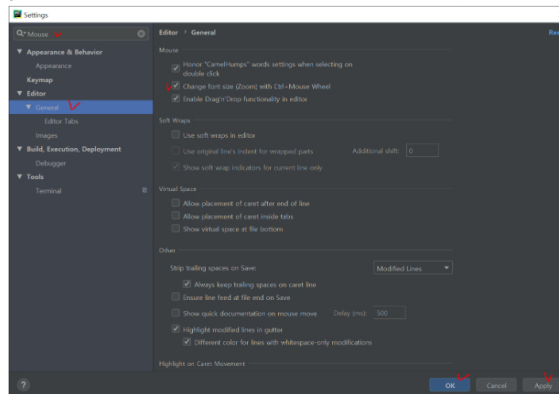 Settings
Mouse
Appearance & Behavior
Appearance
Keymap
Editor
General
Editor Tabs
Images
Build, Execution, Deployment
Debugger
Tools
Terminal
Editor › General
Mouse
Honor "CamelHumps" words settings when selecting on
double click
Change font size (Zoom) with Ctrl+Mouse Wheel
Enable Drag'n'Drop functionality in editor
Soft Wraps
Use soft wraps in editor
Use original line's indent for wrapped parts Additional shift: 0
Show soft wrap indicators for current line only
Virtual Space
Allow placement of caret after end of line
Allow placement of caret inside tabs
Show virtual space at file bottom
Other
Strip trailing spaces on Save: Modified Lines
Always keep trailing spaces on caret line
Ensure line feed at file end on Save
Show quick documentation on mouse move Delay (ms): 500
Highlight modified lines in gutter
Different color for lines with whitespace-only modifications
Highlight on Caret Movement
? OK Cancel Apply